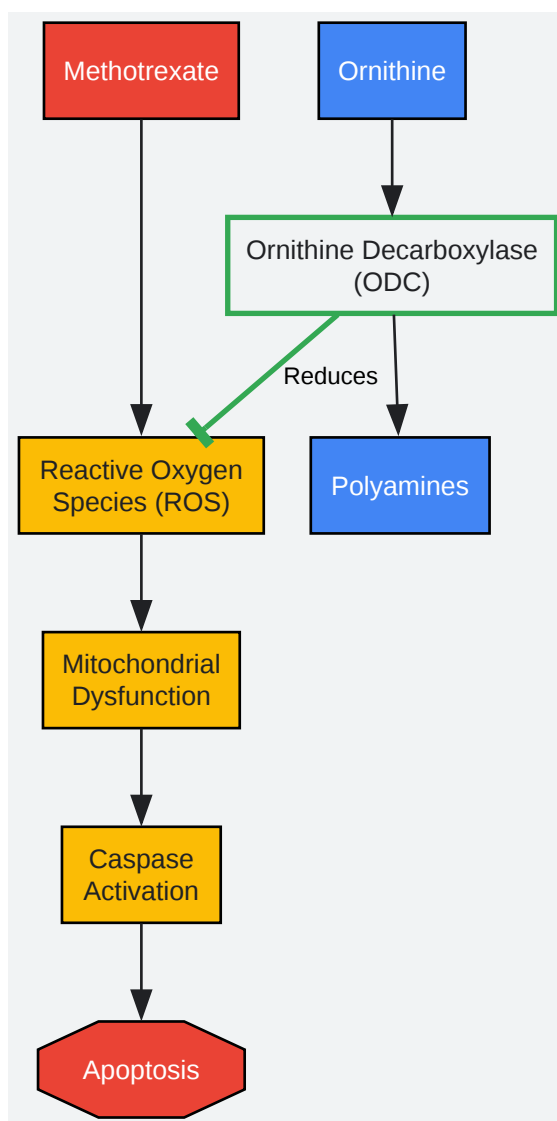 Methotrexate
Ornithine
Ornithine Decarboxylase
(ODC)
Reduces
Reactive Oxygen
Species (ROS)
Polyamines
Mitochondrial
Dysfunction
Caspase
Activation
Apoptosis